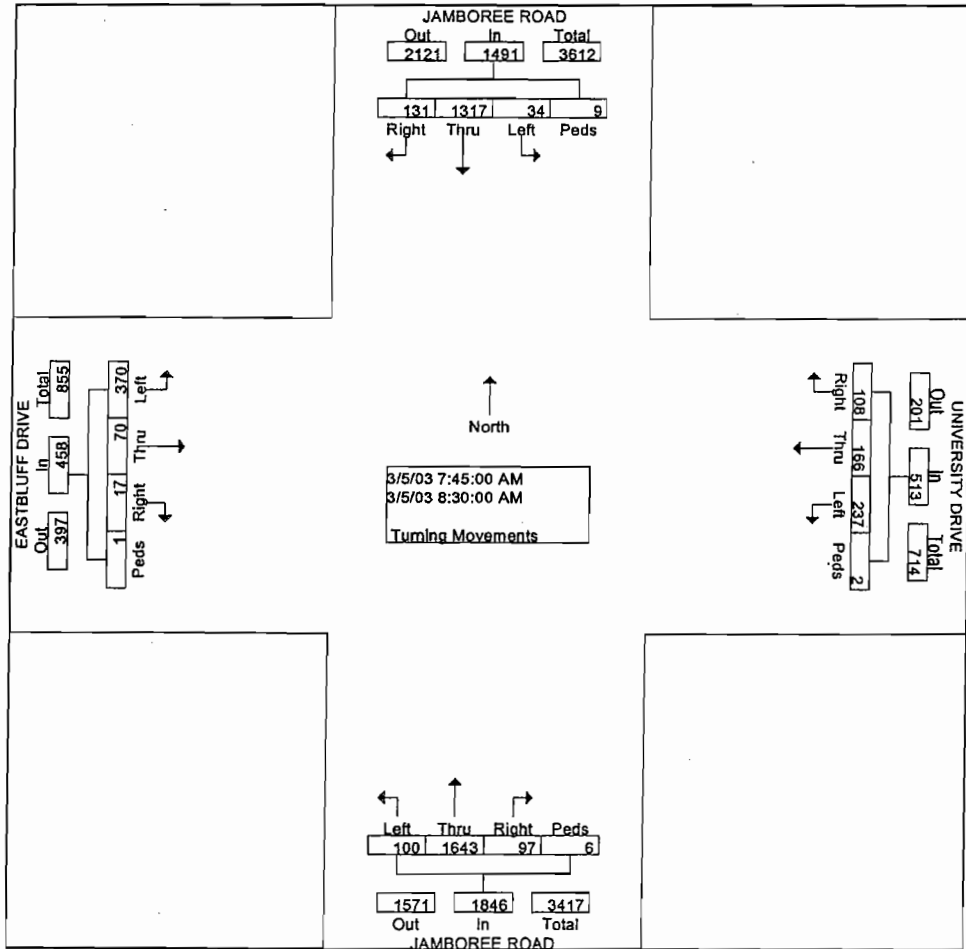 JAMBOREE ROAD
Out In Total
2121 1491 3612
131 1317 34 9
Right Thru Left Peds
EASTBLUFF DRIVE
Out In Total
397 458 855
1 17 70 370
Peds Right Thru Left
North
3/5/03 7:45:00 AM
3/5/03 8:30:00 AM
Turning Movements
UNIVERSITY DRIVE
Out In Total
201 513 714
108 166 237 2
Right Thru Left Peds
Left Thru Right Peds
100 1643 97 6
1571 1846 3417
Out In Total
JAMBOREE ROAD